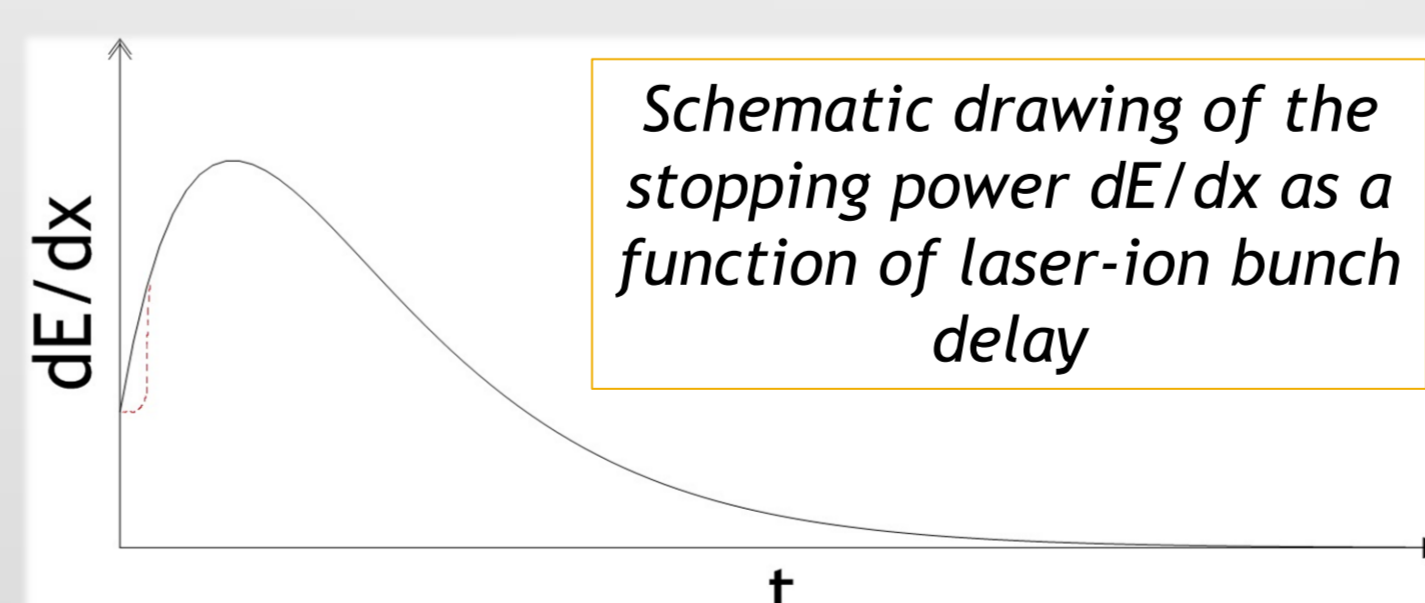 Schematic drawing of the
stopping power dE/dx as a
function of laser-ion bunch
delay
dE/dx
t